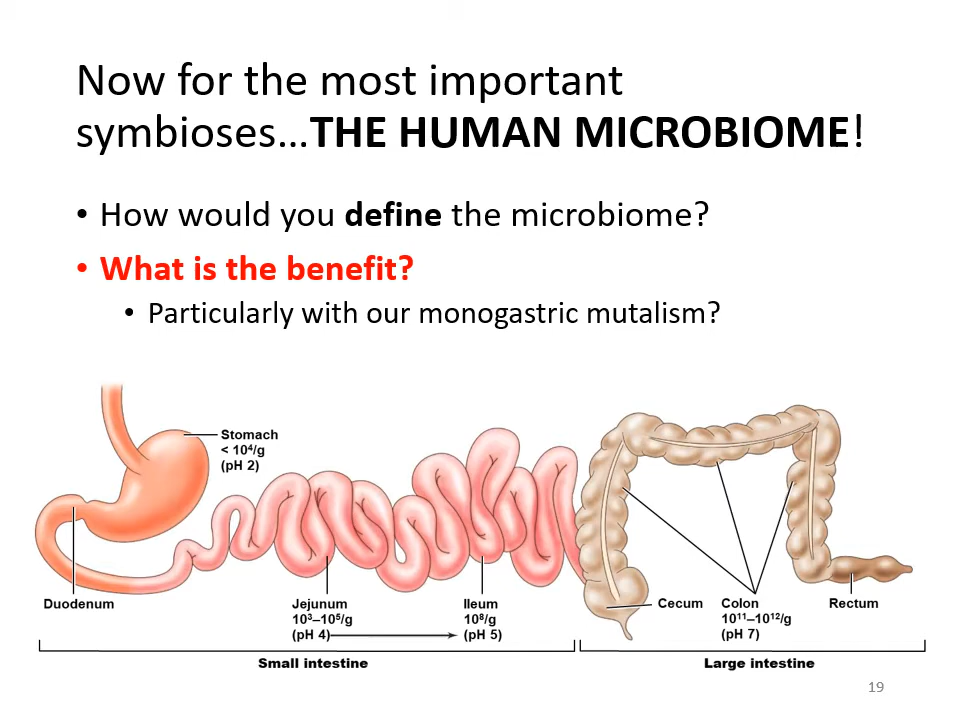 Now for the most important
symbioses…THE HUMAN MICROBIOME!
• How would you define the microbiome?
• What is the benefit?
• Particularly with our monogastric mutalism?
Stomach
< 10⁴/g
(pH 2)
Duodenum
Jejunum
10³–10⁵/g
(pH 4)
Ileum
10⁸/g
(pH 5)
Cecum
Colon
10¹¹–10¹²/g
(pH 7)
Rectum
Small intestine
Large intestine
19